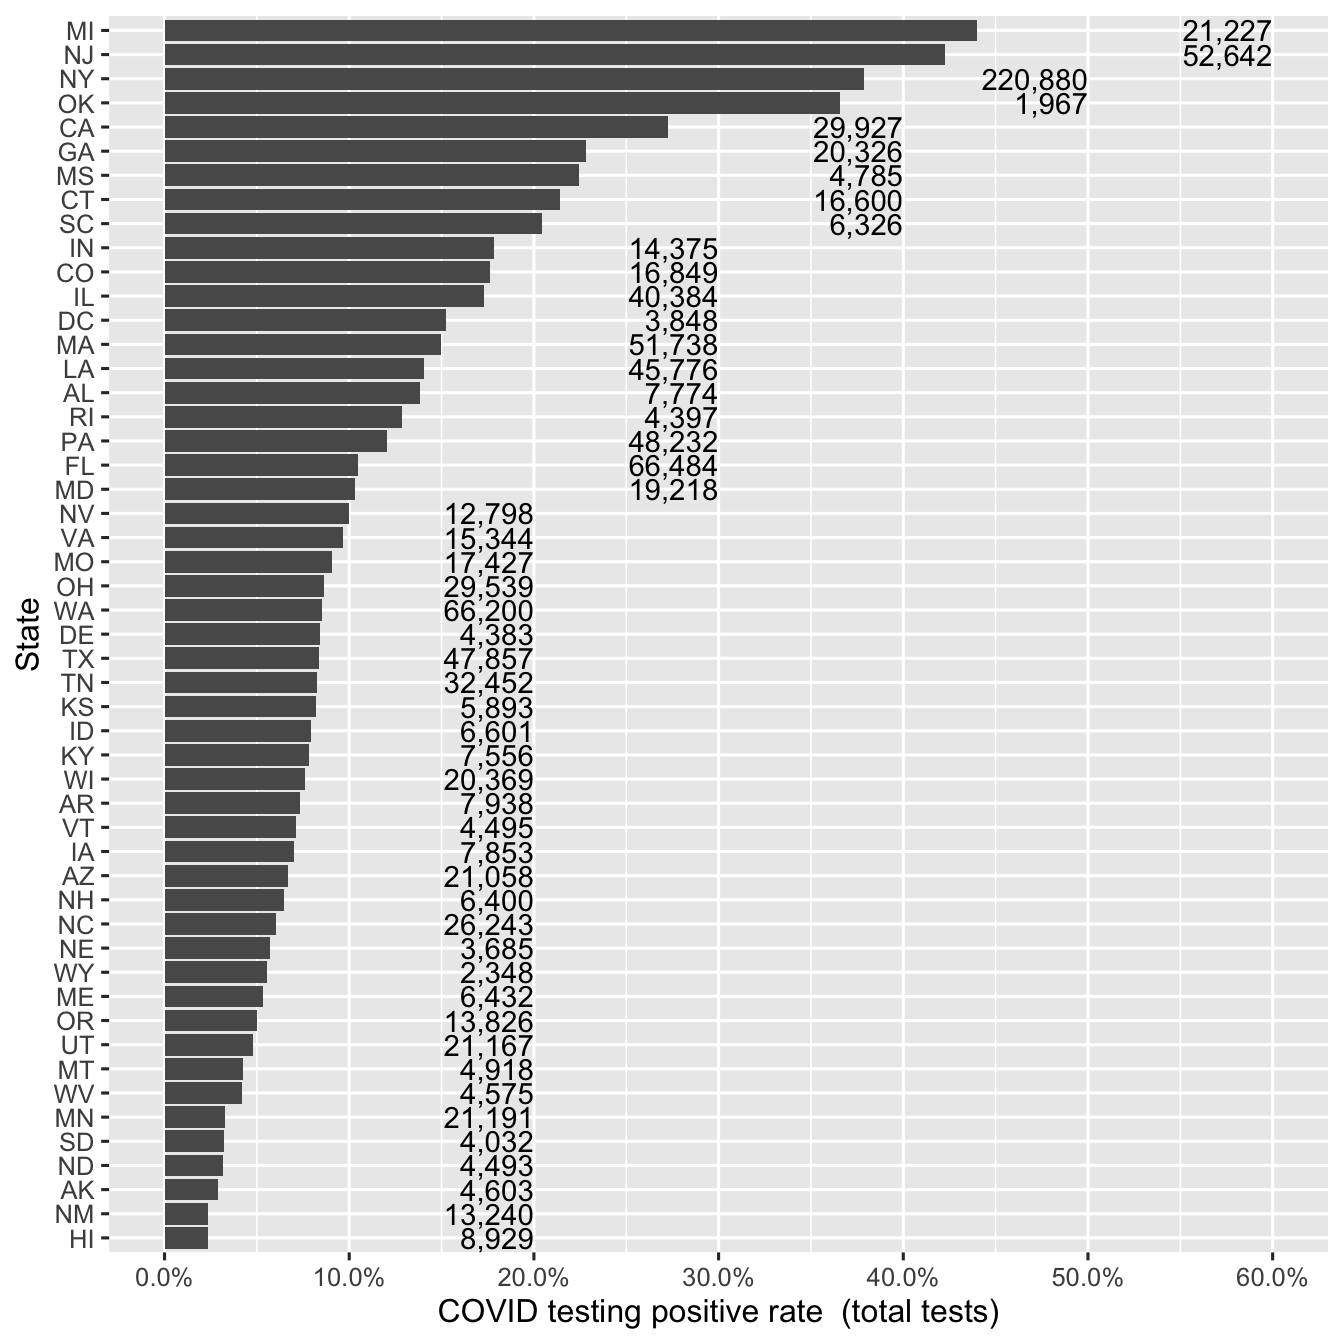 MI 21,227
NJ 52,642
NY 220,880
OK 1,967
CA 29,927
GA 20,326
MS 4,785
CT 16,600
SC 6,326
IN 14,375
CO 16,849
IL 40,384
DC 3,848
MA 51,738
LA 45,776
AL 7,774
RI 4,397
PA 48,232
FL 66,484
MD 19,218
NV 12,798
VA 15,344
MO 17,427
OH 29,539
WA 66,200
DE 4,383
TX 47,857
TN 32,452
KS 5,893
ID 6,601
KY 7,556
WI 20,369
AR 7,938
VT 4,495
IA 7,853
AZ 21,058
NH 6,400
NC 26,243
NE 3,685
WY 2,348
ME 6,432
OR 13,826
UT 21,167
MT 4,918
WV 4,575
MN 21,191
SD 4,032
ND 4,493
AK 4,603
NM 13,240
HI 8,929
State
0.0% 10.0% 20.0% 30.0% 40.0% 50.0% 60.0%
COVID testing positive rate  (total tests)